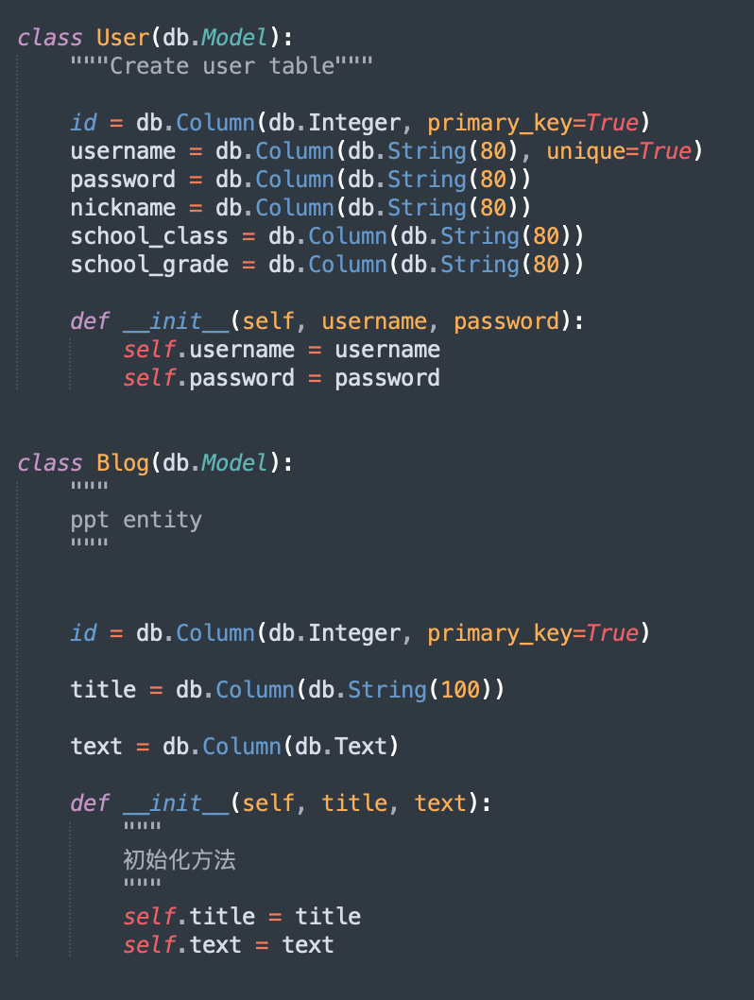 class User(db.Model):
    """Create user table"""
    id = db.Column(db.Integer, primary_key=True)
    username = db.Column(db.String(80), unique=True)
    password = db.Column(db.String(80))
    nickname = db.Column(db.String(80))
    school_class = db.Column(db.String(80))
    school_grade = db.Column(db.String(80))
    def __init__(self, username, password):
        self.username = username
        self.password = password
class Blog(db.Model):
    """
    ppt entity
    """
    id = db.Column(db.Integer, primary_key=True)
    title = db.Column(db.String(100))
    text = db.Column(db.Text)
    def __init__(self, title, text):
        """
        初始化方法
        """
        self.title = title
        self.text = text